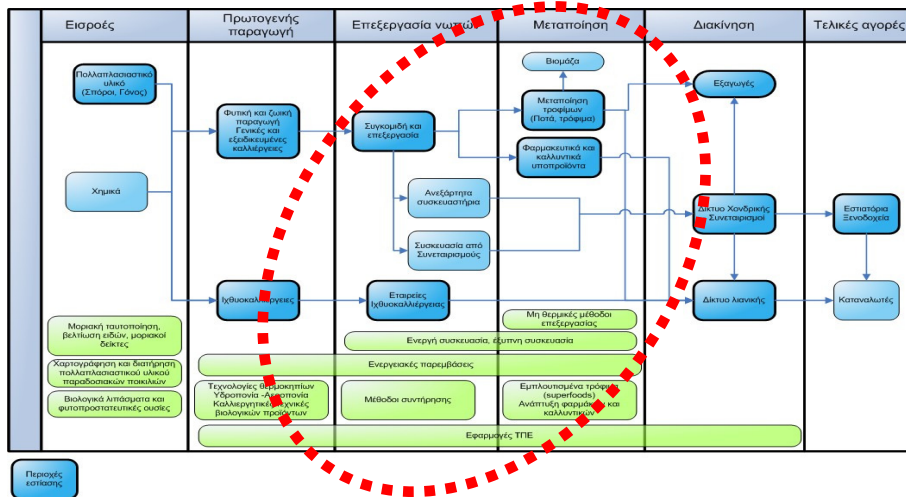 Εισροές
Πρωτογενής
παραγωγή
Επεξεργασία νωπών
Μεταποίηση
Διακίνηση
Τελικές αγορές
Πολλαπλασιαστικό
υλικό
(Σπόροι, Γόνος)
Χημικά
Φυτική και ζωική
παραγωγή
Γενικές και
εξειδικευμένες
καλλιέργειες
Ιχθυοκαλλιέργειες
Συγκομιδή και
επεξεργασία
Ανεξάρτητα
συσκευαστήρια
Συσκευασία από
Συνεταιρισμούς
Εταιρείες
Ιχθυοκαλλιέργειας
Βιομάζα
Μεταποίηση
τροφίμων
(Ποτά, τρόφιμα)
Φαρμακευτικά και
καλλυντικά
υποπροϊόντα
Εξαγωγές
Δίκτυο Χονδρικής
Συνεταιρισμοί
Δίκτυο λιανικής
Εστιατόρια
Ξενοδοχεία
Καταναλωτές
Μοριακή ταυτοποίηση,
βελτίωση ειδών, μοριακοί
δείκτες
Χαρτογράφηση και διατήρηση
πολλαπλασιαστικού υλικού
παραδοσιακών ποικιλιών
Βιολογικά λιπάσματα και
φυτοπροστατευτικές ουσίες
Μη θερμικές μέθοδοι
επεξεργασίας
Ενεργή συσκευασία, έξυπνη συσκευασία
Ενεργειακές παρεμβάσεις
Τεχνολογίες θερμοκηπίων
Υδροπονία -Αεροπονία
Καλλιεργητικές τεχνικές
βιολογικών προϊόντων
Μέθοδοι συντήρησης
Εμπλουτισμένα τρόφιμα
(superfoods)
Ανάπτυξη φαρμάκων και
καλλυντικών
Εφαρμογές ΤΠΕ
Περιοχές
εστίασης